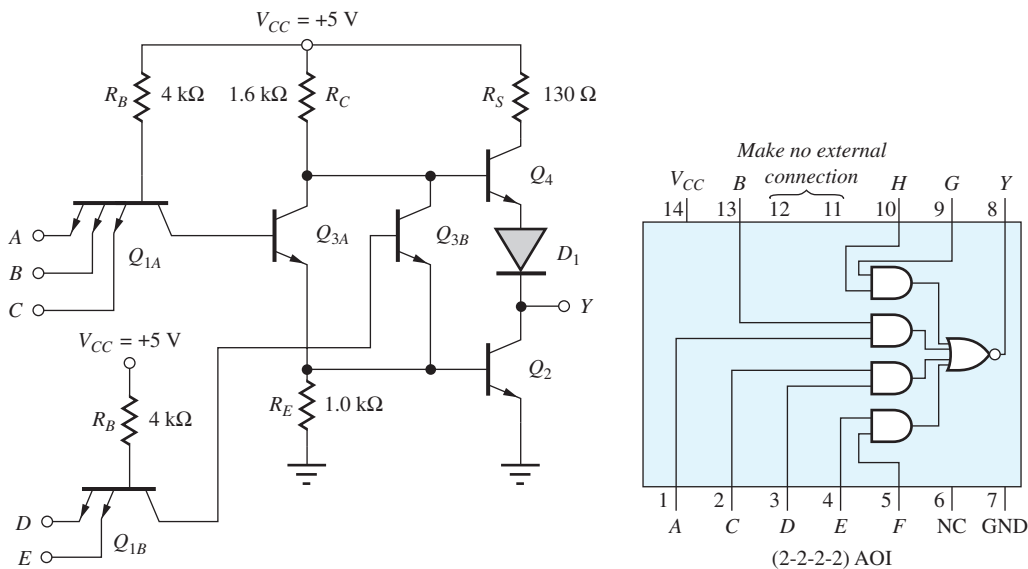 V_CC = +5 V
R_B 4 kΩ 1.6 kΩ R_C R_S 130 Ω
Q_4
A Q_3A Q_3B D_1
Q_1A
B
C Y
V_CC = +5 V
Q_2
R_B 4 kΩ R_E 1.0 kΩ
D
Q_1B
E
Make no external
connection
V_CC B H G Y
14 13 12 11 10 9 8
1 2 3 4 5 6 7
A C D E F NC GND
(2-2-2-2) AOI